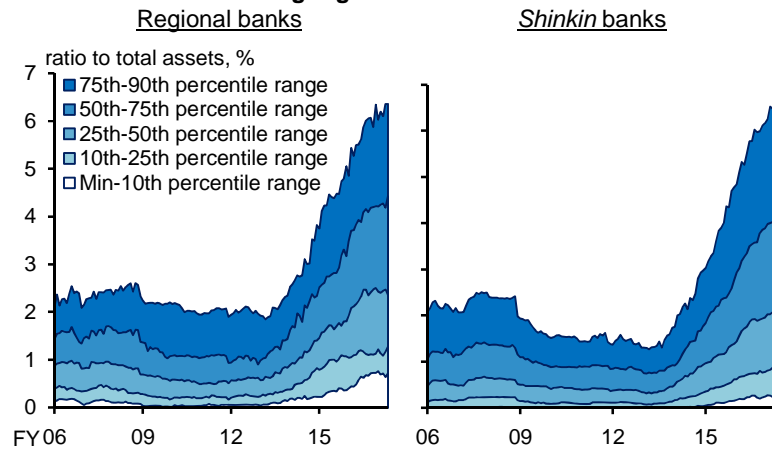 Regional banks
Shinkin banks
ratio to total assets, %
7
6
5
4
3
2
1
0
75th-90th percentile range
50th-75th percentile range
25th-50th percentile range
10th-25th percentile range
Min-10th percentile range
FY 06 09 12 15
06 09 12 15